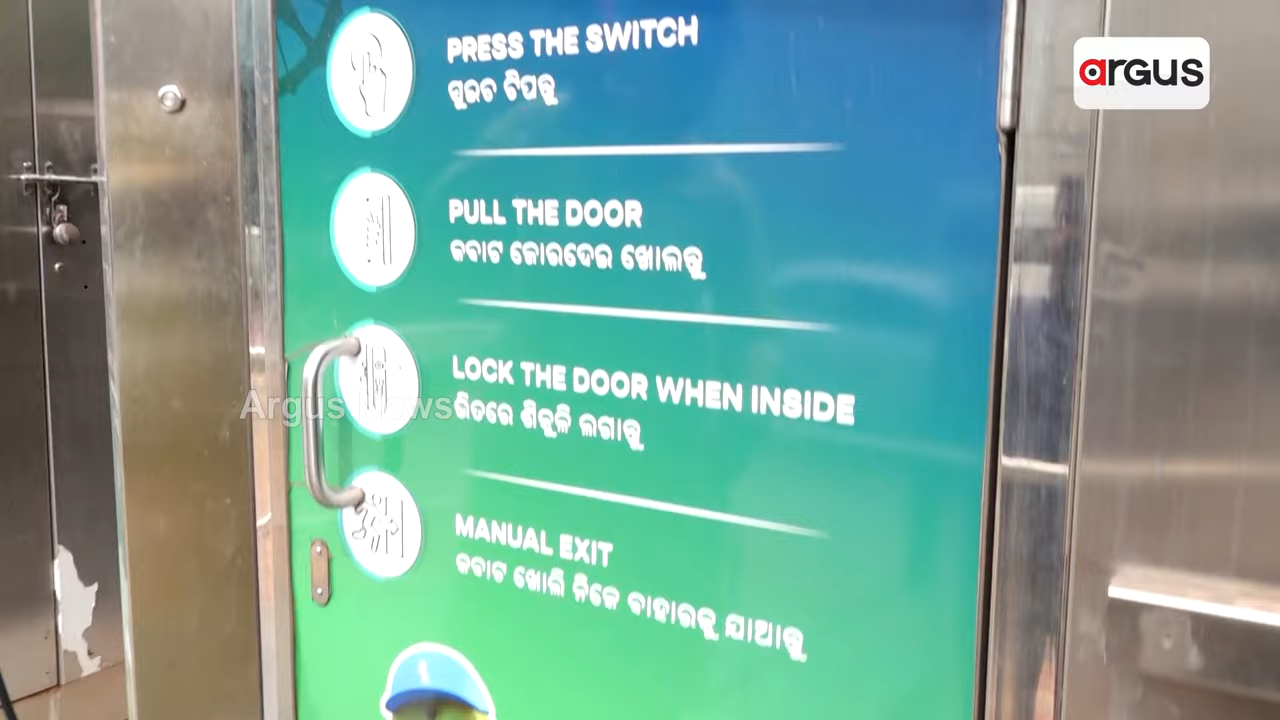 PRESS THE SWITCH
ସୁଇଚ ଟିପନ୍ତୁ
PULL THE DOOR
କବାଟ ଜୋରଦେଇ ଖୋଲନ୍ତୁ
LOCK THE DOOR WHEN INSIDE
ଭିତରେ ଶିକୁଳି ଲଗାନ୍ତୁ
MANUAL EXIT
କବାଟ ଖୋଲି ନିଜେ ବାହାରକୁ ଯାଆନ୍ତୁ
argus
Argus News